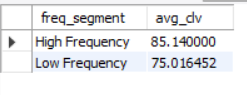 freq_segment avg_clv
High Frequency 85.140000
Low Frequency 75.016452